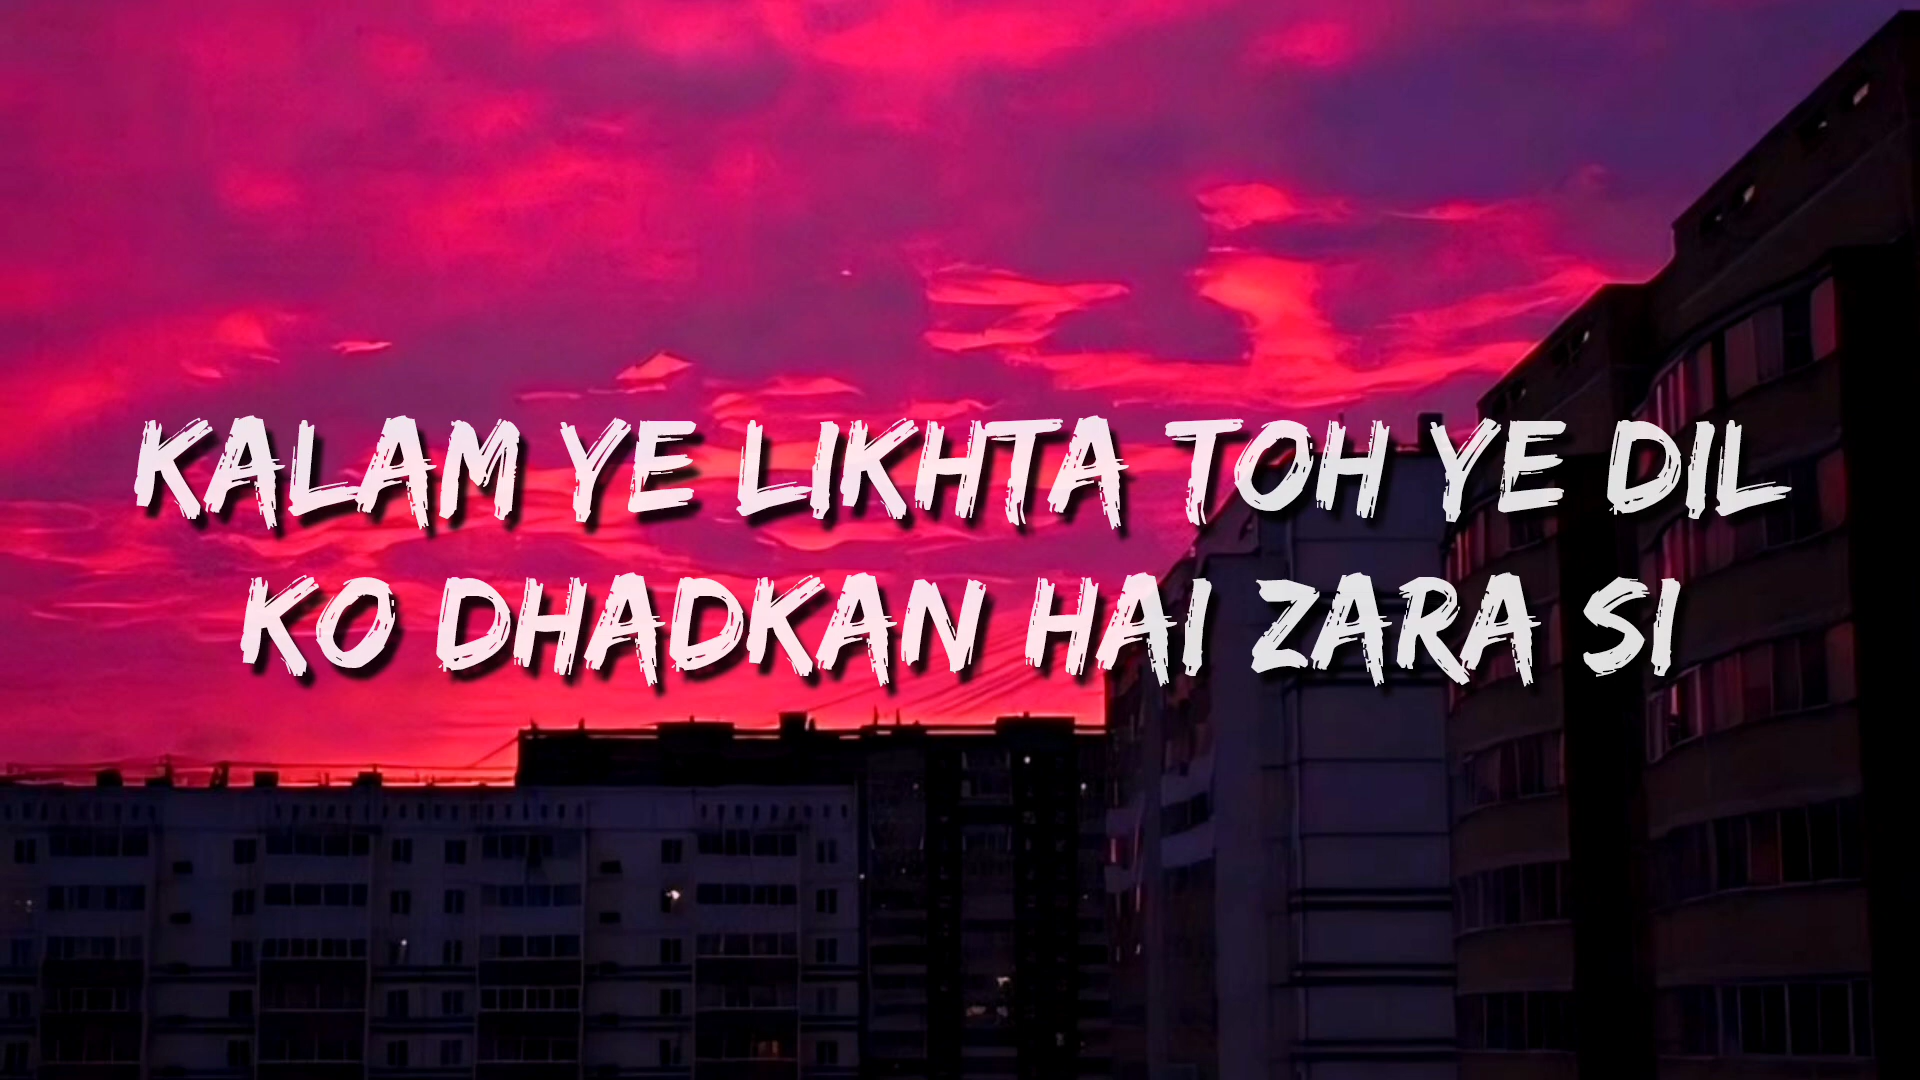 KALAM YE LIKHTA TOH YE DIL
KO DHADKAN HAI ZARA SI